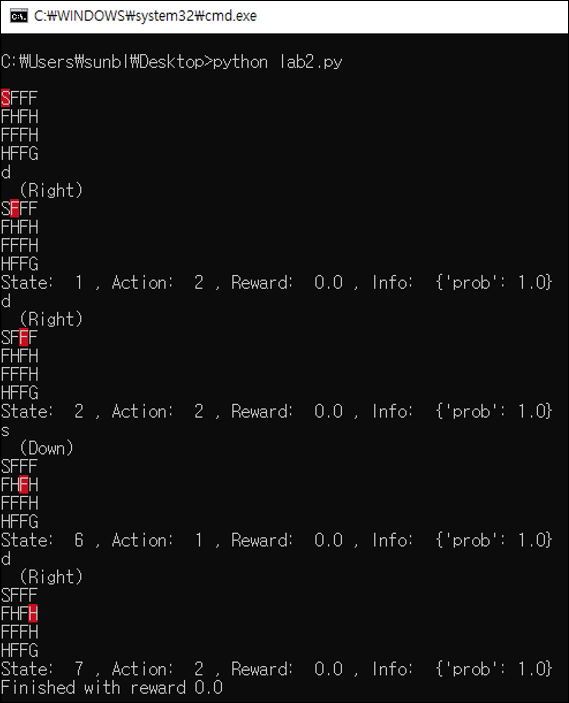 C:\WINDOWS\system32\cmd.exe
C:₩Users₩sunbl₩Desktop>python lab2.py
SFFF
FHFH
FFFH
HFFG
d
(Right)
SFFF
FHFH
FFFH
HFFG
State: 1 , Action: 2 , Reward: 0.0 , Info: {'prob': 1.0}
d
(Right)
SFFF
FHFH
FFFH
HFFG
State: 2 , Action: 2 , Reward: 0.0 , Info: {'prob': 1.0}
s
(Down)
SFFF
FHFH
FFFH
HFFG
State: 6 , Action: 1 , Reward: 0.0 , Info: {'prob': 1.0}
d
(Right)
SFFF
FHFH
FFFH
HFFG
State: 7 , Action: 2 , Reward: 0.0 , Info: {'prob': 1.0}
Finished with reward 0.0